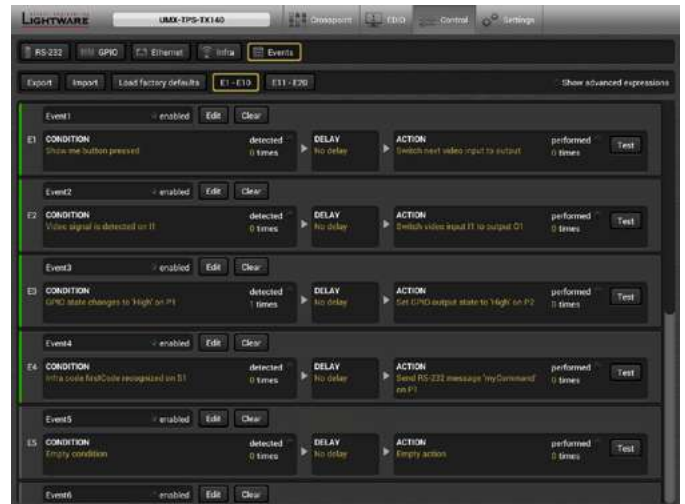 LIGHTWARE
UMX-TPS-TX140
Crosspoint
EDID
Control
Settings
RS-232
GPIO
Ethernet
Infra
Events
Export
Import
Load factory defaults
E1 - E10
E11 - E20
Show advanced expressions
Event1
enabled
Edit
Clear
E1
CONDITION
Show me button pressed
detected
0 times
DELAY
No delay
ACTION
Switch next video input to output
performed
0 times
Test
Event2
enabled
Edit
Clear
E2
CONDITION
Video signal is detected on I1
detected
0 times
DELAY
No delay
ACTION
Switch video input I1 to output O1
performed
0 times
Test
Event3
enabled
Edit
Clear
E3
CONDITION
GPIO state changes to 'High' on P1
detected
1 times
DELAY
No delay
ACTION
Set GPIO output state to 'High' on P2
performed
0 times
Test
Event4
enabled
Edit
Clear
E4
CONDITION
Infra code firstCode recognized on S1
detected
0 times
DELAY
No delay
ACTION
Send RS-232 message 'myCommand'
on P1
performed
0 times
Test
Event5
enabled
Edit
Clear
E5
CONDITION
Empty condition
detected
0 times
DELAY
No delay
ACTION
Empty action
performed
0 times
Test
Event6
enabled
Edit
Clear